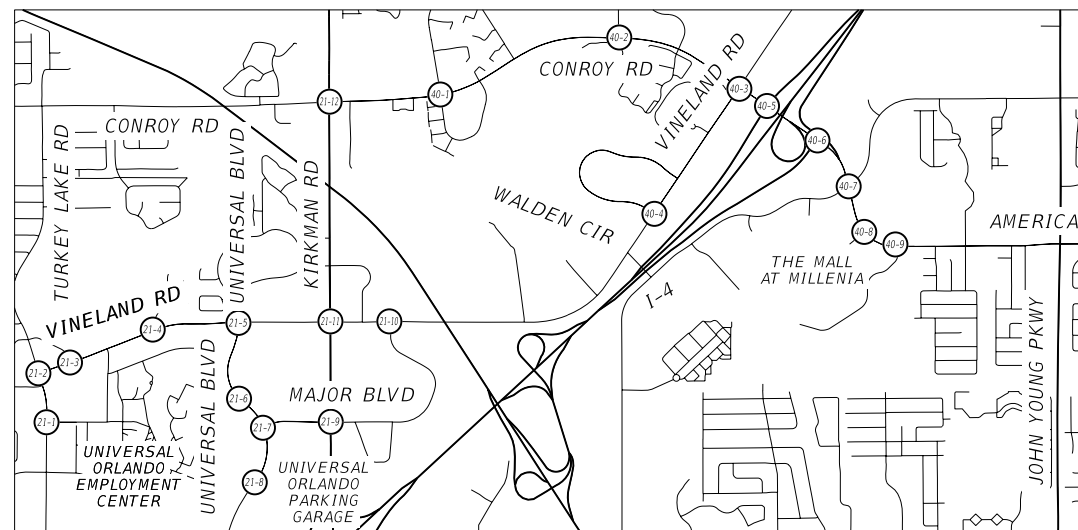 40-2
CONROY RD
VINELAND RD
40-3
40-1
21-12
40-5
CONROY RD
40-6
TURKEY LAKE RD
UNIVERSAL BLVD
KIRKMAN RD
40-7
WALDEN CIR
40-4
AMERICA
40-8
40-9
THE MALL
AT MILLENIA
I-4
VINELAND RD
21-4
21-5
21-11
21-10
21-3
21-2
JOHN YOUNG PKWY
UNIVERSAL BLVD
MAJOR BLVD
21-6
21-1
21-7
21-9
UNIVERSAL
ORLANDO
EMPLOYMENT
CENTER
21-8
UNIVERSAL
ORLANDO
PARKING
GARAGE